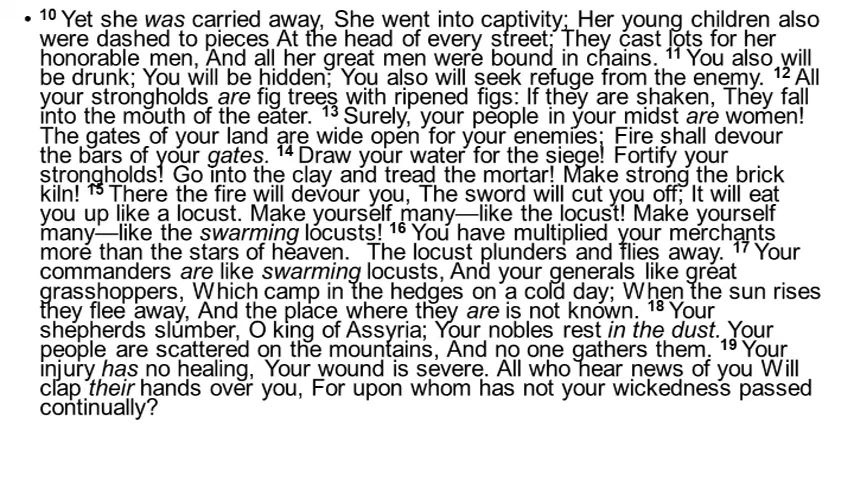 • 10 Yet she was carried away, She went into captivity; Her young children also
were dashed to pieces At the head of every street; They cast lots for her
honorable men, And all her great men were bound in chains. 11 You also will
be drunk; You will be hidden; You also will seek refuge from the enemy. 12 All
your strongholds are fig trees with ripened figs: If they are shaken, They fall
into the mouth of the eater. 13 Surely, your people in your midst are women!
The gates of your land are wide open for your enemies; Fire shall devour
the bars of your gates. 14 Draw your water for the siege! Fortify your
strongholds! Go into the clay and tread the mortar! Make strong the brick
kiln! 15 There the fire will devour you, The sword will cut you off; It will eat
you up like a locust. Make yourself many—like the locust! Make yourself
many—like the swarming locusts! 16 You have multiplied your merchants
more than the stars of heaven. The locust plunders and flies away. 17 Your
commanders are like swarming locusts, And your generals like great
grasshoppers, Which camp in the hedges on a cold day; When the sun rises
they flee away, And the place where they are is not known. 18 Your
shepherds slumber, O king of Assyria; Your nobles rest in the dust. Your
people are scattered on the mountains, And no one gathers them. 19 Your
injury has no healing, Your wound is severe. All who hear news of you Will
clap their hands over you, For upon whom has not your wickedness passed
continually?